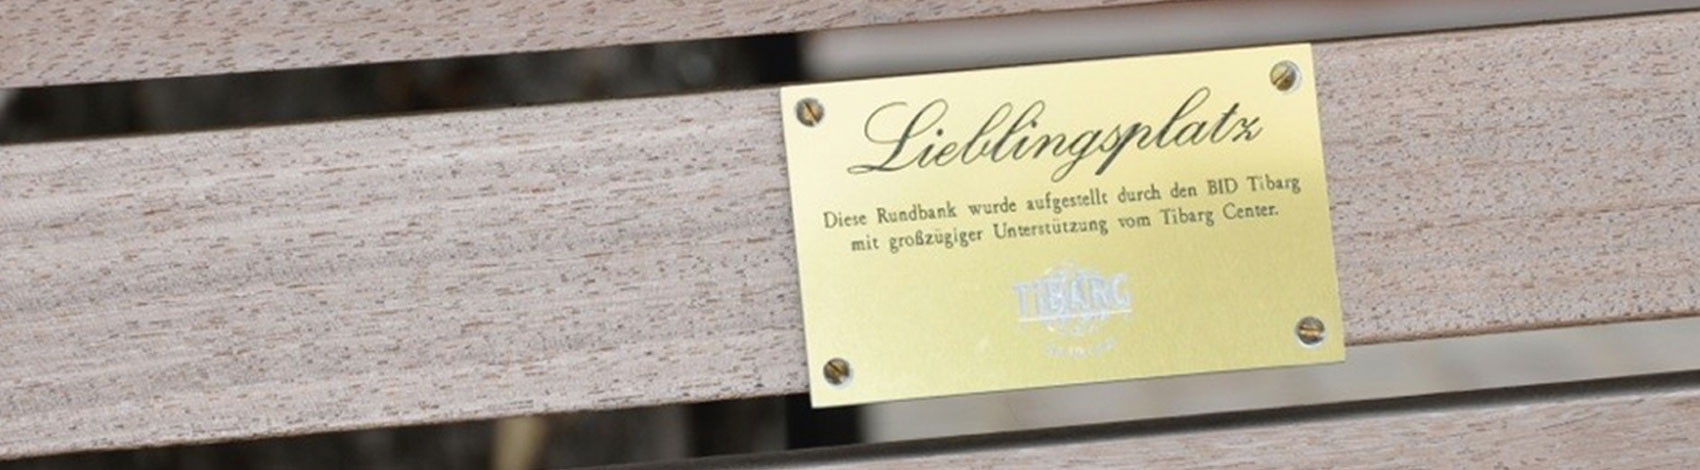 Lieblingsplatz
Diese Rundbank wurde aufgestellt durch den BID Tibarg
mit großzügiger Unterstützung vom Tibarg Center.
TIBARG